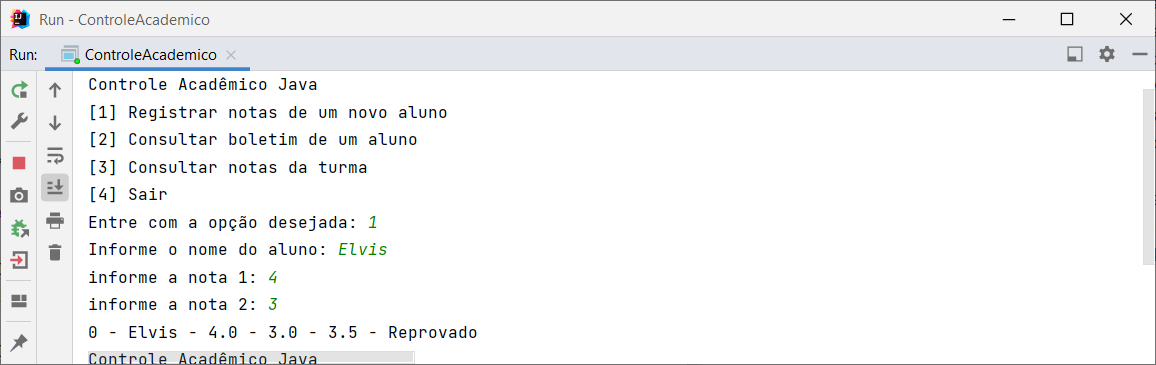 Run - ControleAcademico
Run: ControleAcademico
Controle Acadêmico Java
[1] Registrar notas de um novo aluno
[2] Consultar boletim de um aluno
[3] Consultar notas da turma
[4] Sair
Entre com a opção desejada: 1
Informe o nome do aluno: Elvis
informe a nota 1: 4
informe a nota 2: 3
0 - Elvis - 4.0 - 3.0 - 3.5 - Reprovado
Controle Acadêmico Java